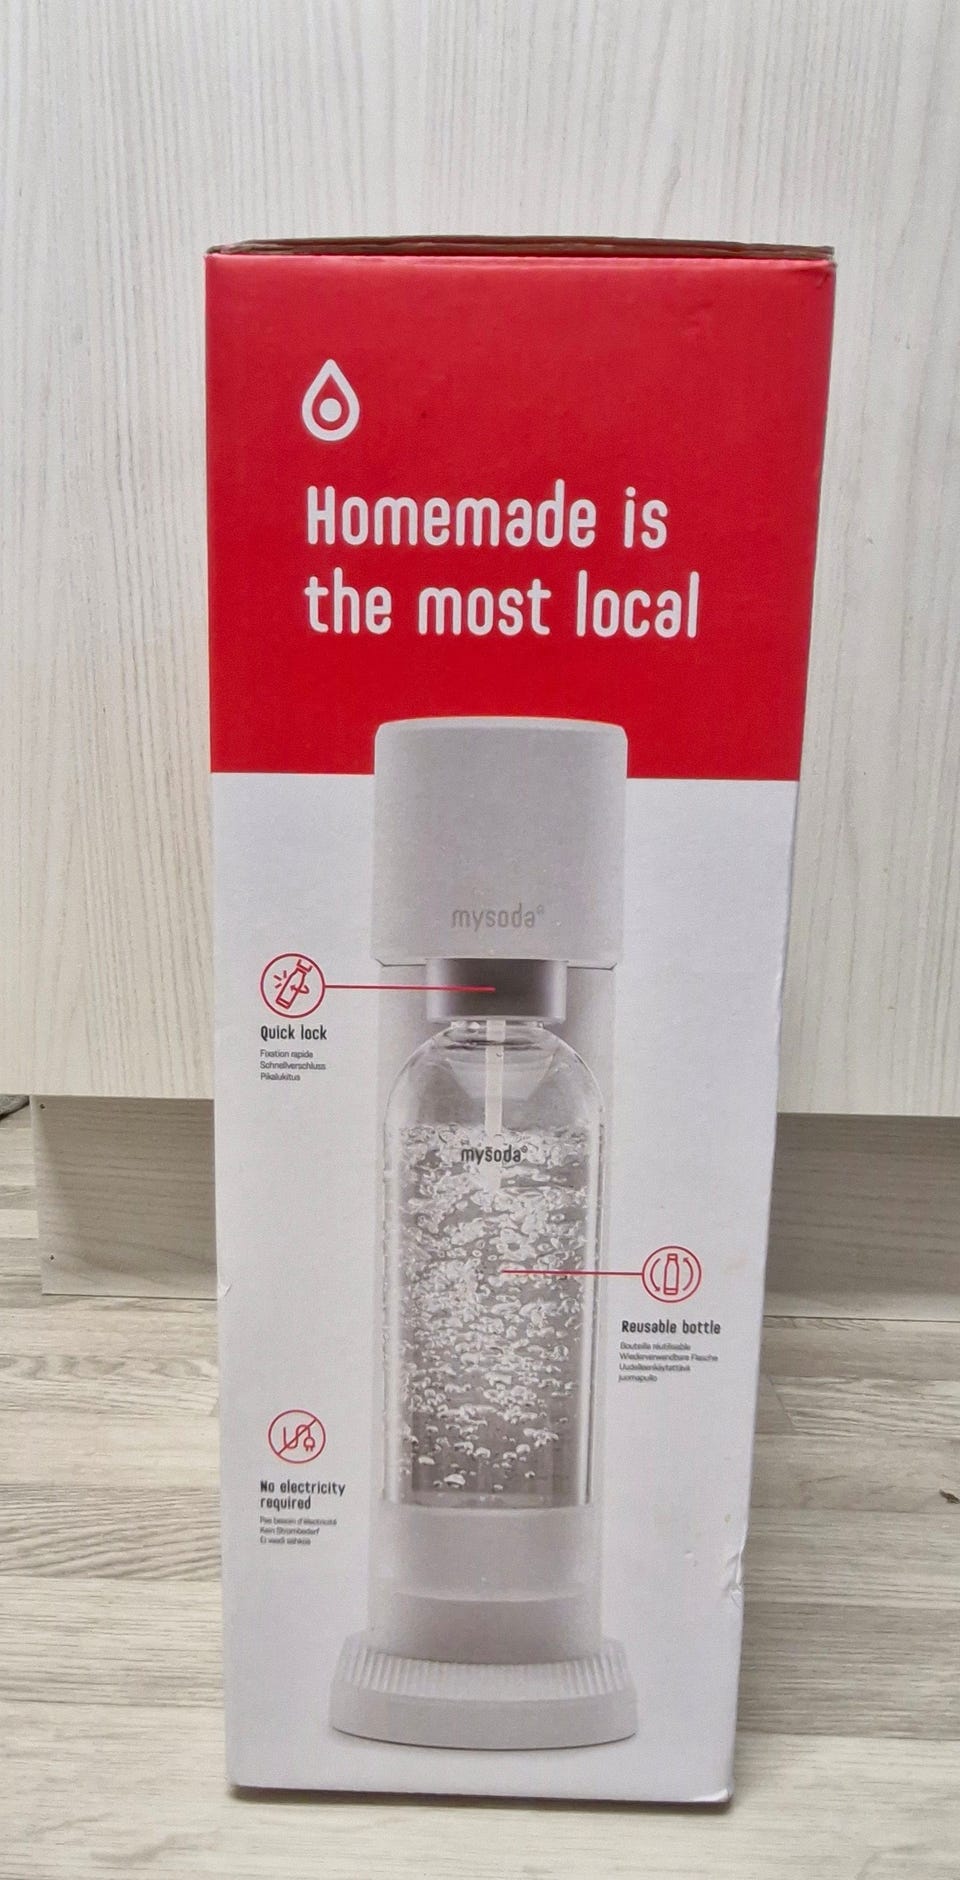 Homemade is
the most local
mysoda
Quick lock
Fixation rapide
Schnellverschluss
Pikalukitus
mysoda
Reusable bottle
Bouteille réutilisable
Wiederverwendbare Flasche
Uudelleenkäytettävä
juomapullo
No electricity
required
Pas besoin d'électricité
Kein Strombedarf
Ei vaadi sähköä